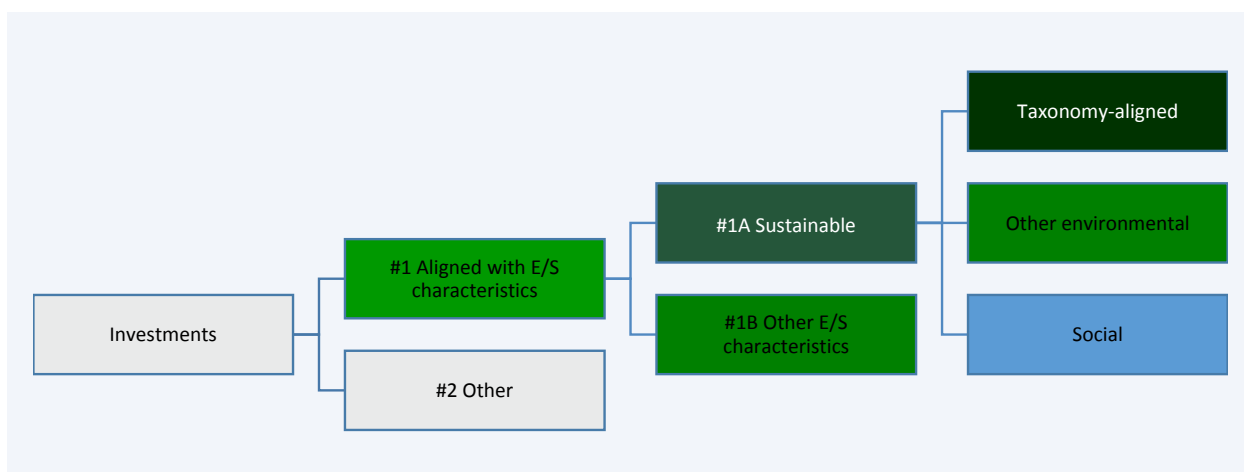 Investments
#1 Aligned with E/S
characteristics
#2 Other
#1A Sustainable
#1B Other E/S
characteristics
Taxonomy-aligned
Other environmental
Social